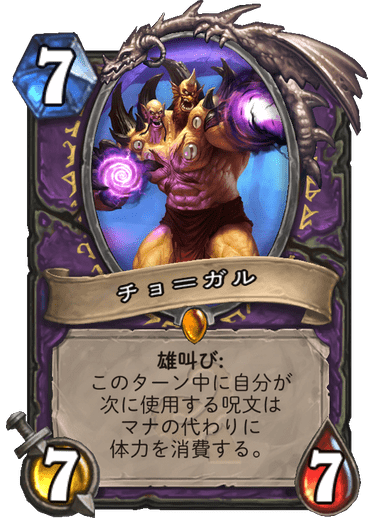 7
チョ＝ガル
雄叫び:
このターン中に自分が
次に使用する呪文は
マナの代わりに
体力を消費する。
7
7